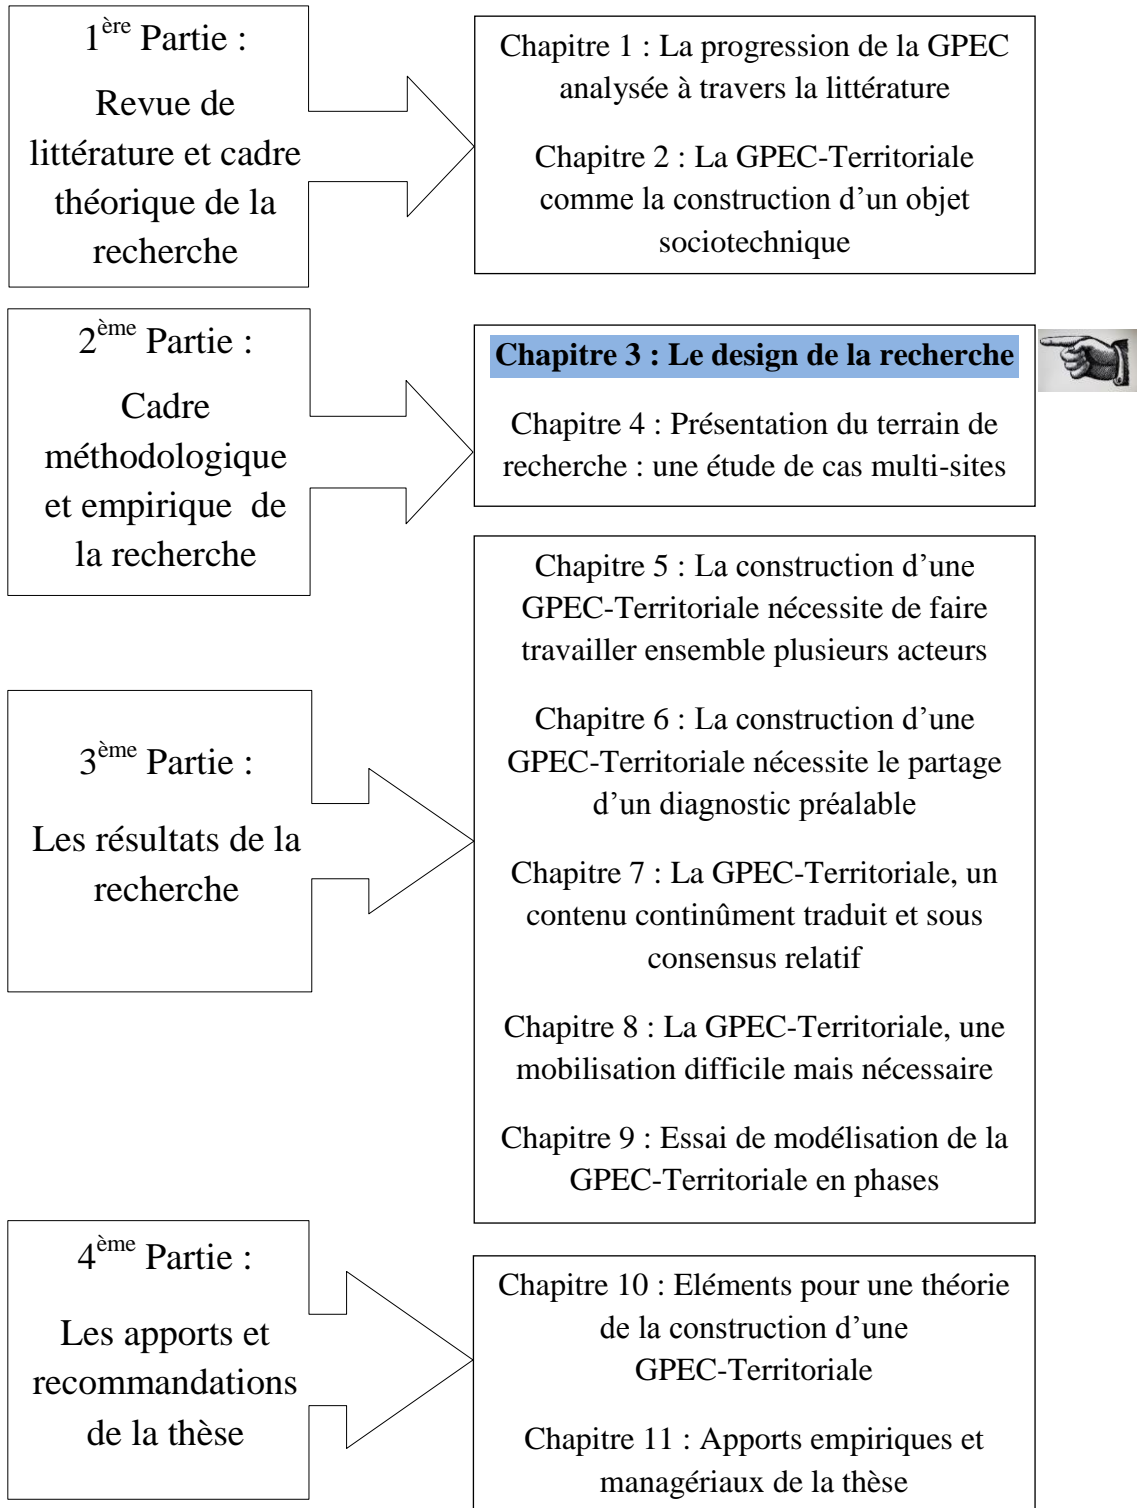 1ère Partie :
Revue de
littérature et cadre
théorique de la
recherche
Chapitre 1 : La progression de la GPEC
analysée à travers la littérature
Chapitre 2 : La GPEC-Territoriale
comme la construction d’un objet
sociotechnique
2ème Partie :
Cadre
méthodologique
et empirique de
la recherche
Chapitre 3 : Le design de la recherche
Chapitre 4 : Présentation du terrain de
recherche : une étude de cas multi-sites
3ème Partie :
Les résultats de la
recherche
Chapitre 5 : La construction d’une
GPEC-Territoriale nécessite de faire
travailler ensemble plusieurs acteurs
Chapitre 6 : La construction d’une
GPEC-Territoriale nécessite le partage
d’un diagnostic préalable
Chapitre 7 : La GPEC-Territoriale, un
contenu continûment traduit et sous
consensus relatif
Chapitre 8 : La GPEC-Territoriale, une
mobilisation difficile mais nécessaire
Chapitre 9 : Essai de modélisation de la
GPEC-Territoriale en phases
4ème Partie :
Les apports et
recommandations
de la thèse
Chapitre 10 : Eléments pour une théorie
de la construction d’une
GPEC-Territoriale
Chapitre 11 : Apports empiriques et
managériaux de la thèse